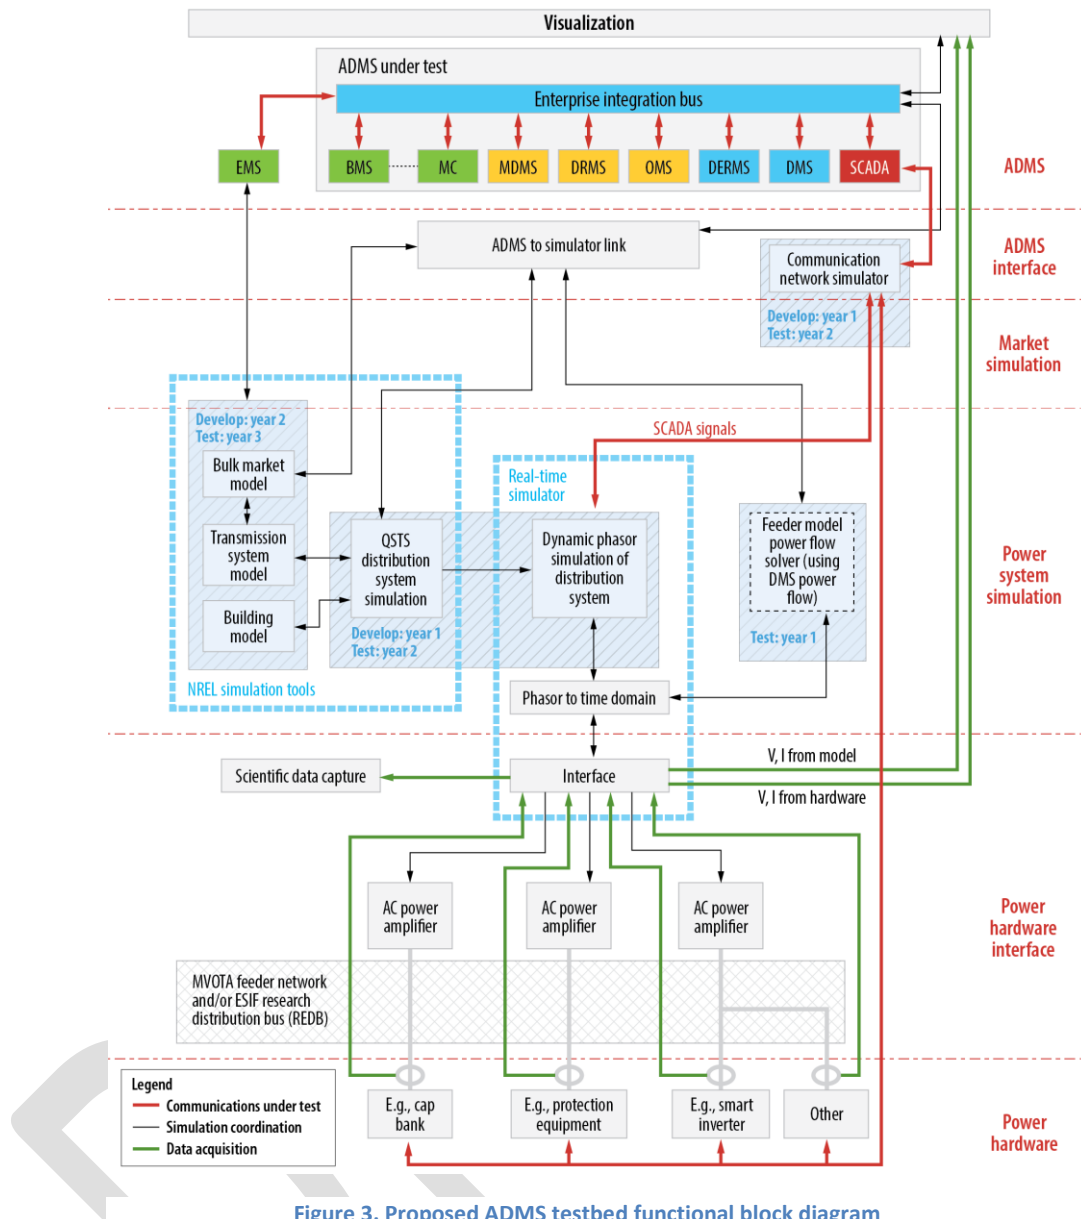 Visualization
ADMS under test
Enterprise integration bus
EMS
BMS
MC
MDMS
DRMS
OMS
DERMS
DMS
SCADA
ADMS
ADMS to simulator link
Communication
network simulator
ADMS
interface
Develop: year 1
Test: year 2
Market
simulation
Develop: year 2
Test: year 3
SCADA signals
Bulk market
model
Real-time
simulator
Transmission
system
model
QSTS
distribution
system
simulation
Dynamic phasor
simulation of
distribution
system
Feeder model
power flow
solver (using
DMS power
flow)
Power
system
simulation
Building
model
Develop: year 1
Test: year 2
Test: year 1
NREL simulation tools
Phasor to time domain
Scientific data capture
Interface
V, I from model
V, I from hardware
AC power
amplifier
AC power
amplifier
AC power
amplifier
Power
hardware
interface
MVOTA feeder network
and/or ESIF research
distribution bus (REDB)
Legend
Communications under test
Simulation coordination
Data acquisition
E.g., cap
bank
E.g., protection
equipment
E.g., smart
inverter
Other
Power
hardware
Figure 3. Proposed ADMS testbed functional block diagram